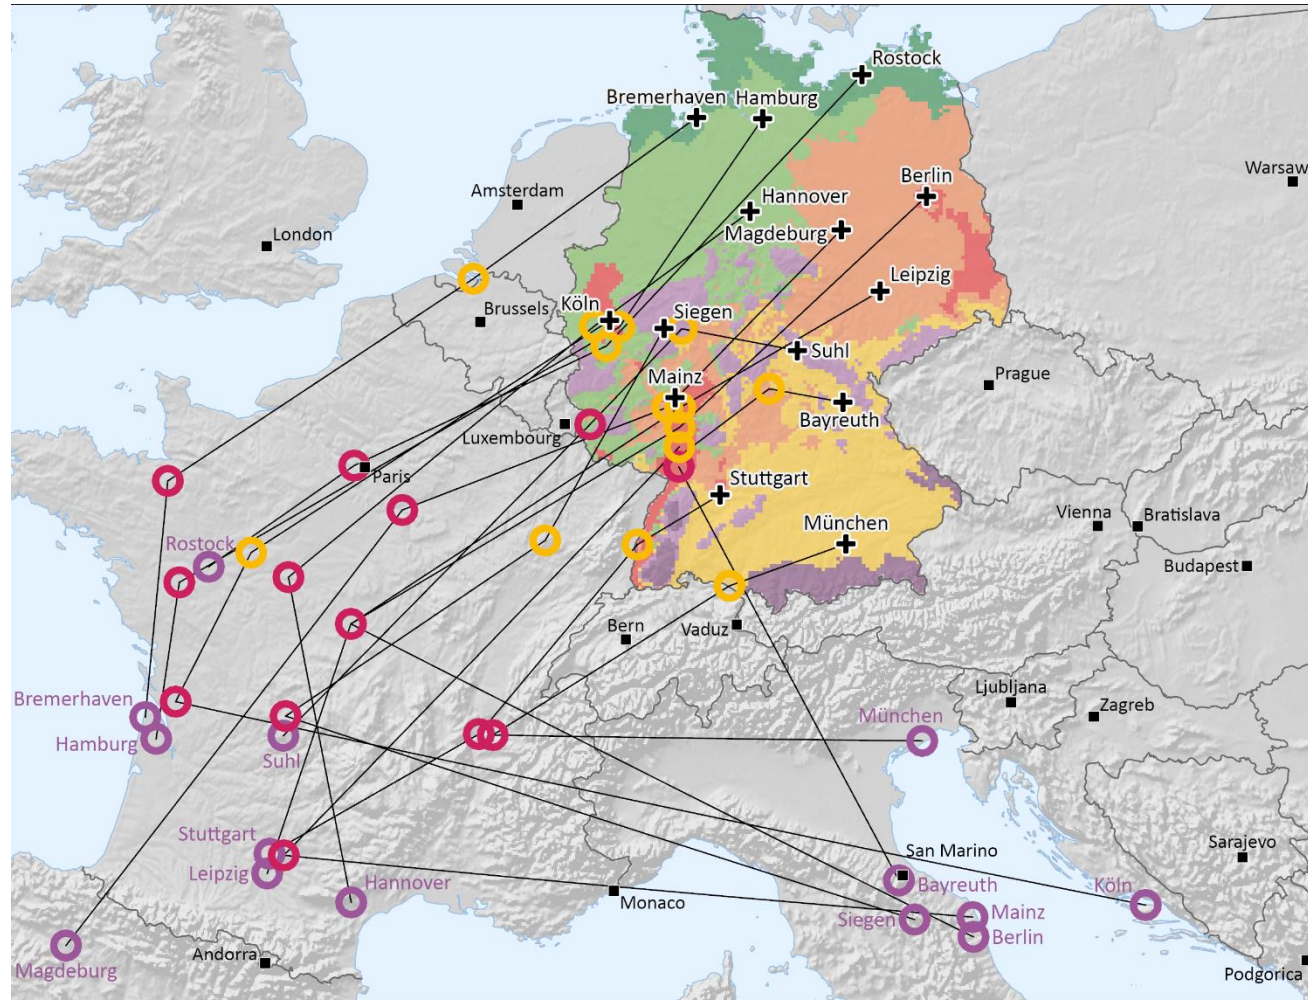 Rostock
Bremerhaven
Hamburg
Warsaw
Berlin
Amsterdam
Hannover
Magdeburg
London
Leipzig
Köln
Brussels
Siegen
Suhl
Mainz
Prague
Bayreuth
Luxembourg
Paris
Stuttgart
Vienna
Bratislava
München
Rostock
Budapest
Bern
Vaduz
Ljubljana
Zagreb
Bremerhaven
München
Hamburg
Suhl
Stuttgart
Sarajevo
San Marino
Leipzig
Hannover
Bayreuth
Köln
Monaco
Siegen
Mainz
Berlin
Andorra
Magdeburg
Podgorica